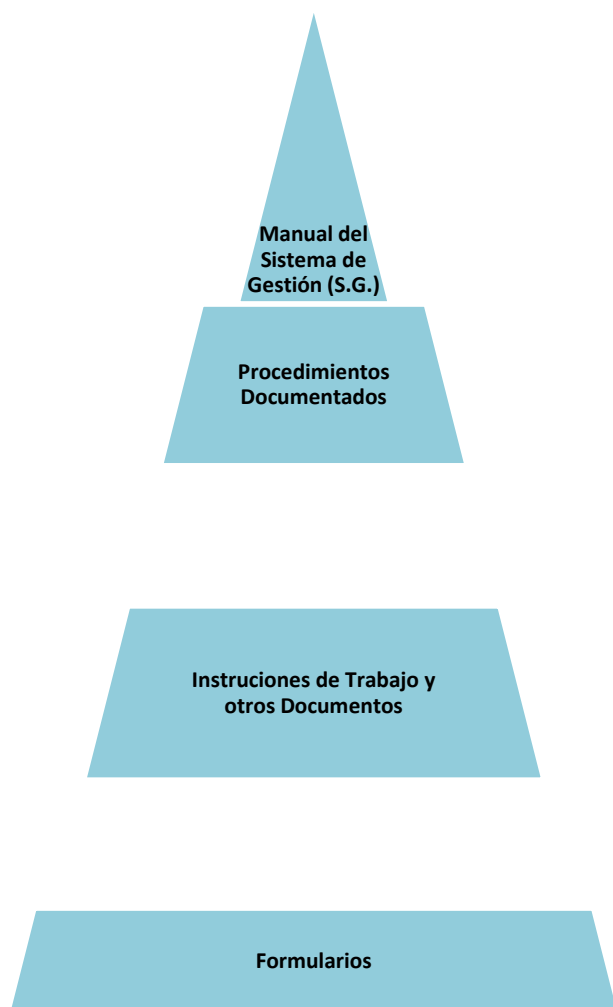 Manual del
Sistema de
Gestión (S.G.)
Procedimientos
Documentados
Instruciones de Trabajo y
otros Documentos
Formularios